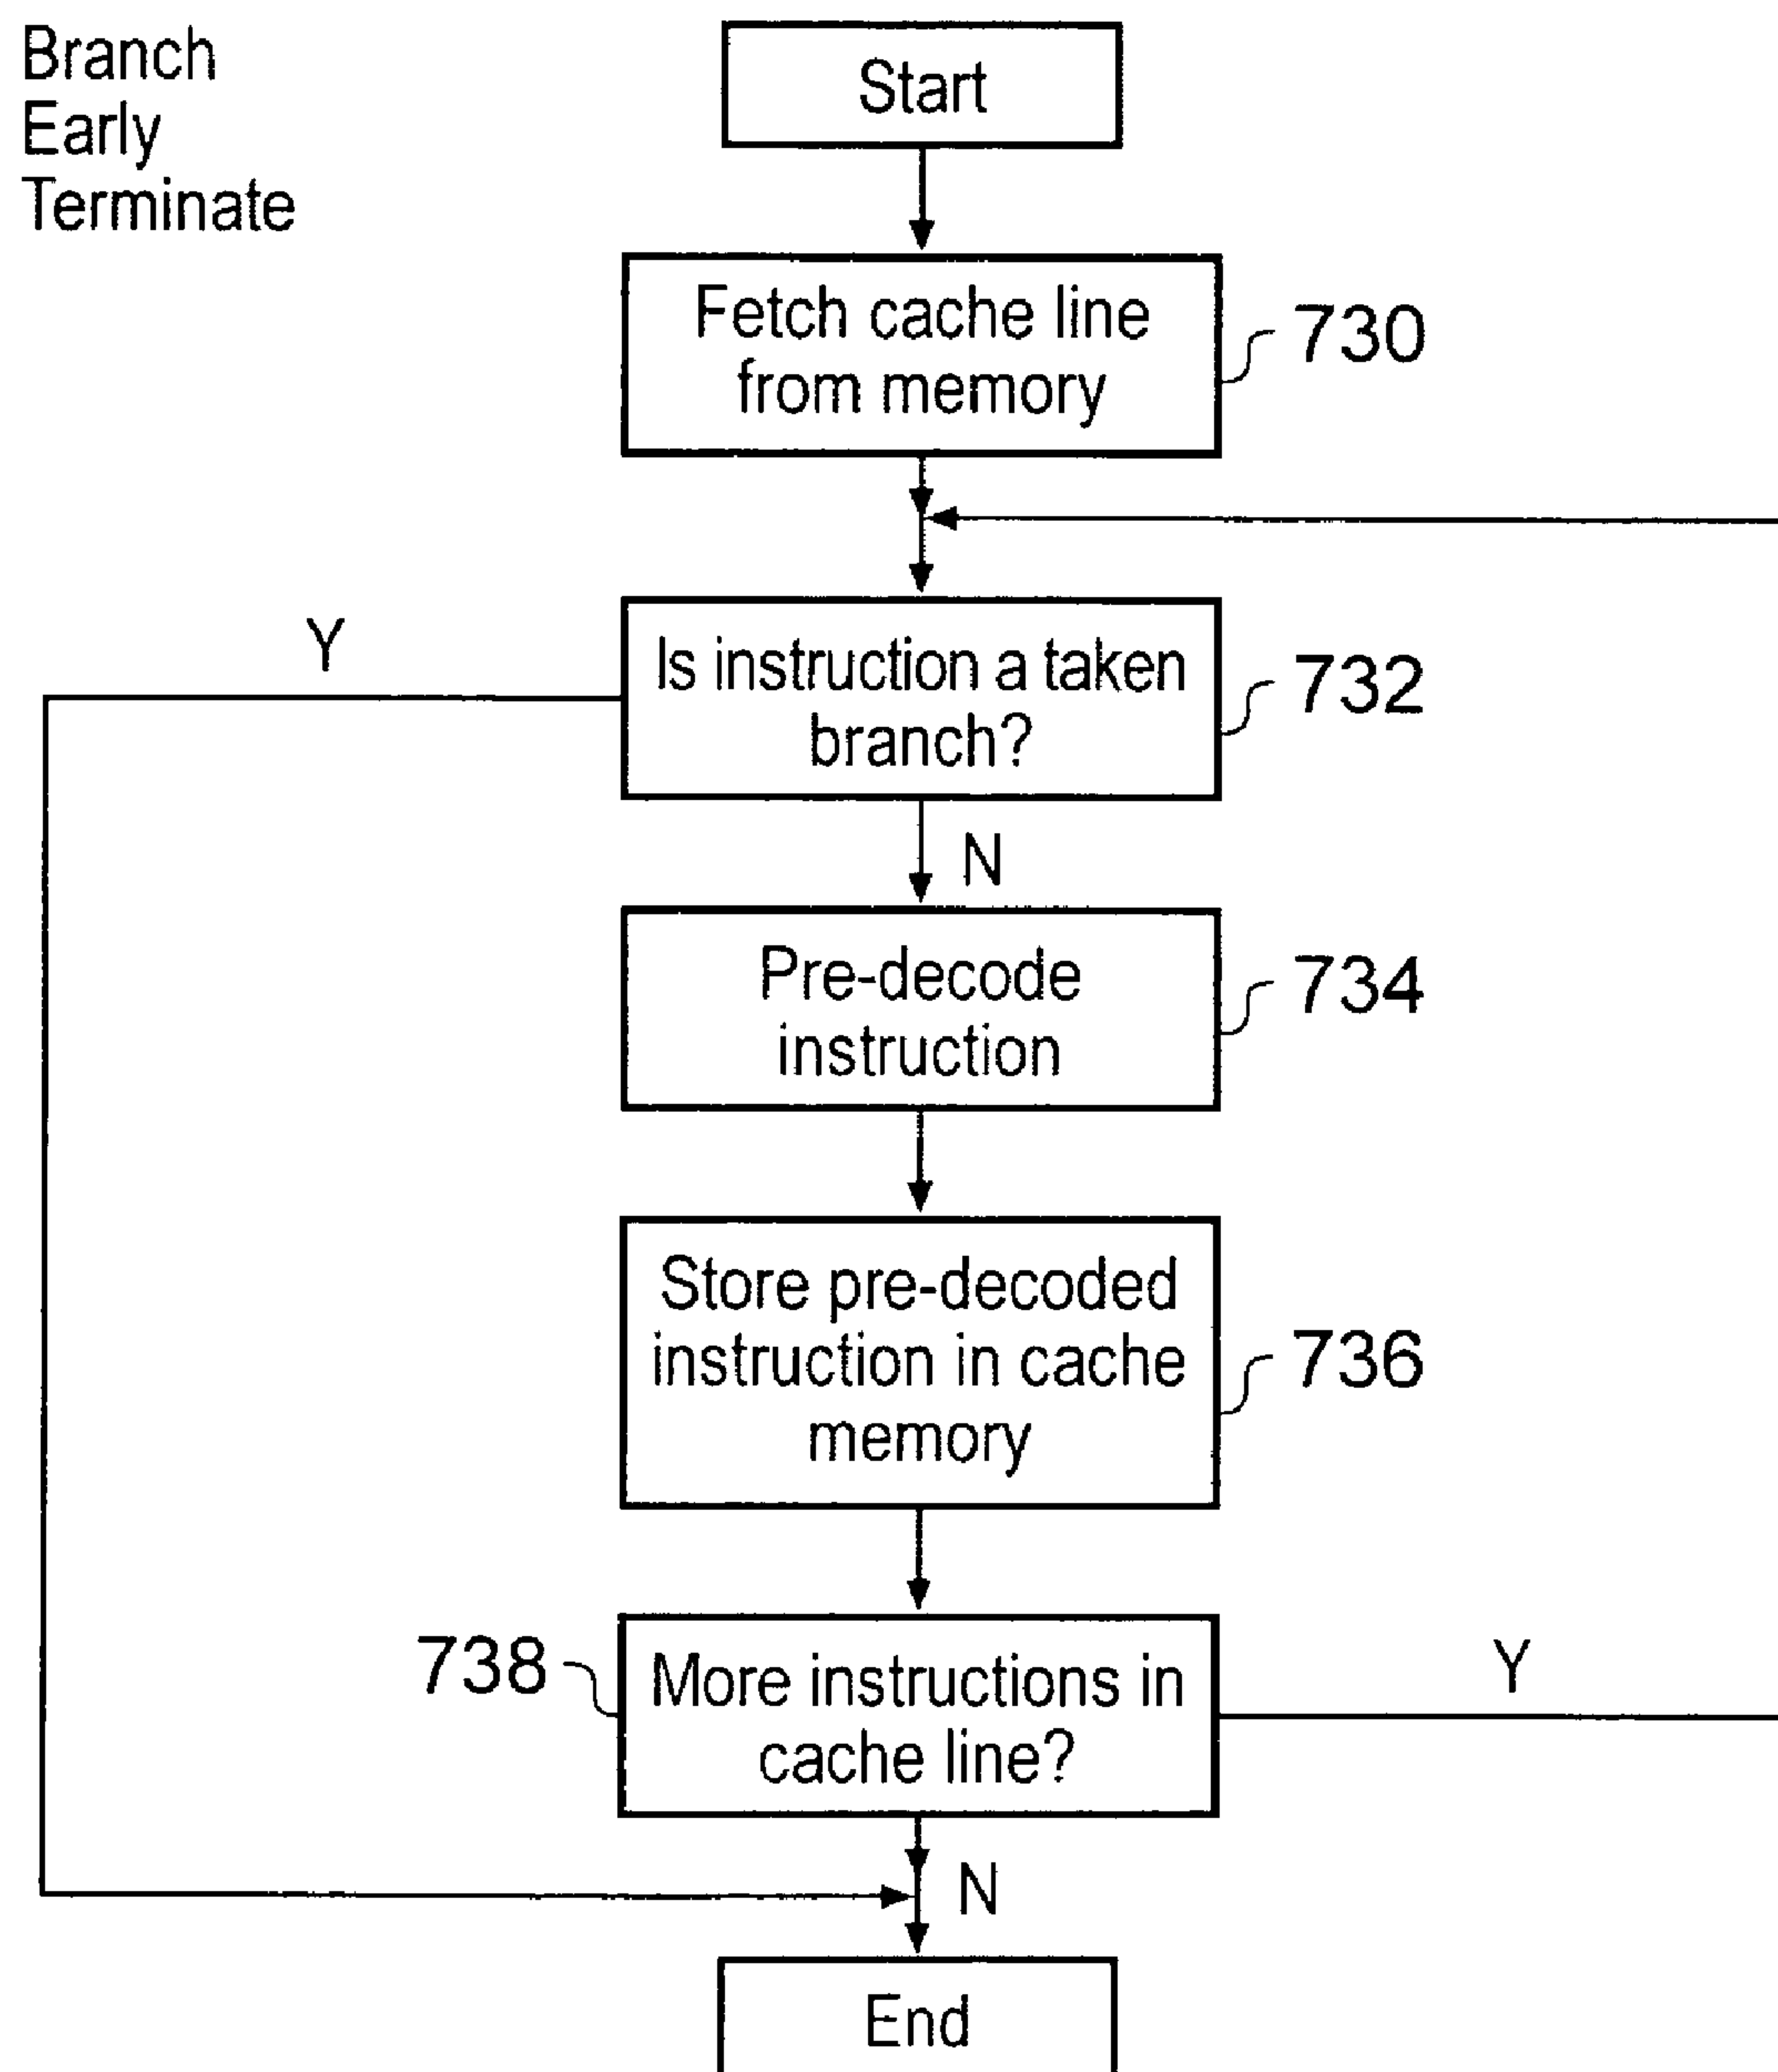 Branch
Early
Terminate
Start
Fetch cache line
from memory
730
Y
Is instruction a taken
branch?
732
N
Pre-decode
instruction
734
Store pre-decoded
instruction in cache
memory
736
738
More instructions in
cache line?
Y
N
End